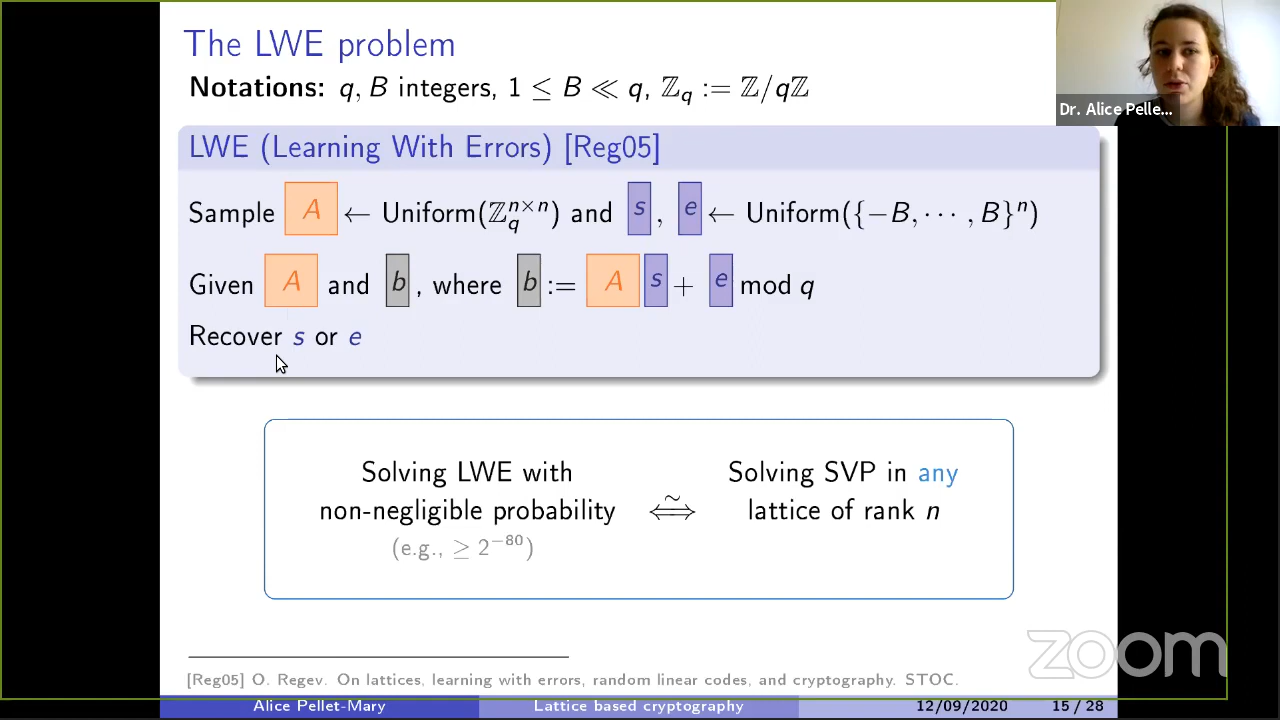 The LWE problem
Notations: q, B integers, 1 ≤ B ≪ q, ℤ_q := ℤ/qℤ
Dr. Alice Pelle...
LWE (Learning With Errors) [Reg05]
Sample A ← Uniform(ℤ_q^{n×n}) and s, e ← Uniform({−B, ⋯, B}^n)
Given A and b, where b := A s + e mod q
Recover s or e
Solving LWE with
non-negligible probability
(e.g., ≥ 2^{−80})
∼
⟺
Solving SVP in any
lattice of rank n
zoom
[Reg05] O. Regev. On lattices, learning with errors, random linear codes, and cryptography. STOC.
Alice Pellet-Mary Lattice based cryptography 12/09/2020 15 / 28